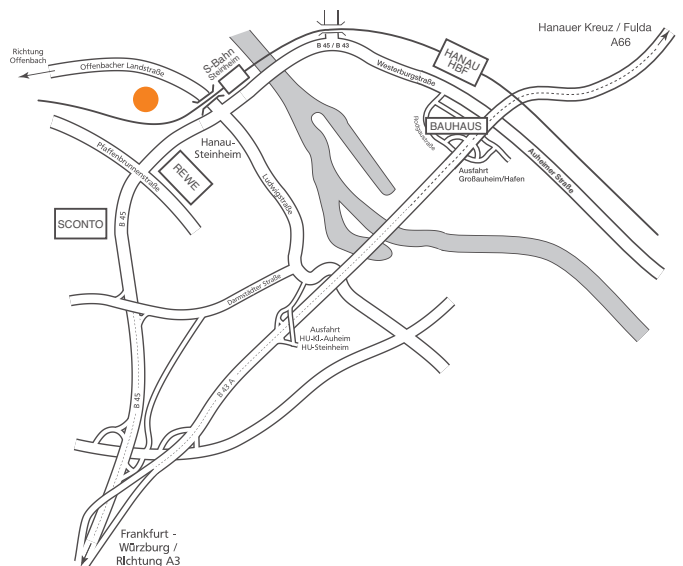 Hanauer Kreuz / Fulda
A66
Richtung
Offenbach
Offenbacher Landstraße
S-Bahn
Steinheim
B 45 / B 43
HANAU
HBF
Westerburgstraße
Rodgaustraße
BAUHAUS
Ausfahrt
Großauheim/Hafen
Auheimer Straße
Hanau-
Steinheim
Pfaffenbrunnenstraße
REWE
Ludwigstraße
SCONTO
B 45
Darmstädter Straße
Ausfahrt
HU-Kl.-Auheim
HU-Steinheim
B 43 A
B 45
Frankfurt -
Würzburg /
Richtung A3